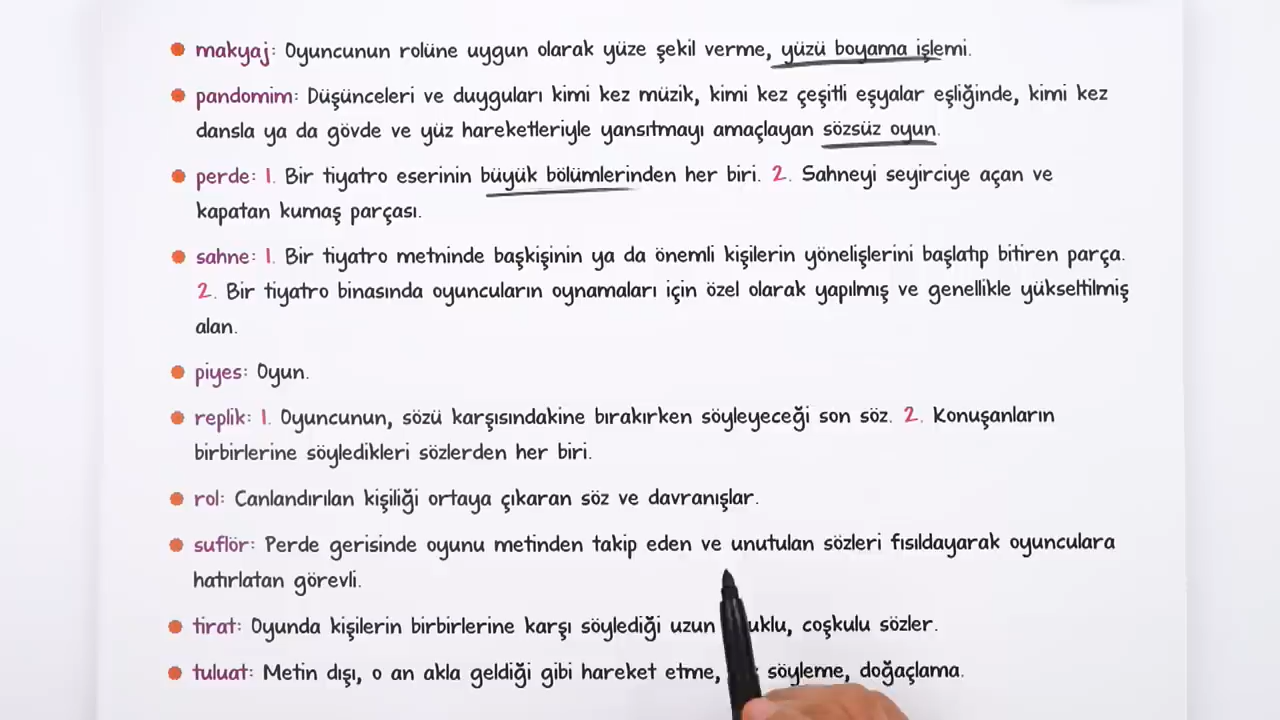 makyaj: Oyuncunun rolüne uygun olarak yüze şekil verme, yüzü boyama işlemi.
pandomim: Düşünceleri ve duyguları kimi kez müzik, kimi kez çeşitli eşyalar eşliğinde, kimi kez
dansla ya da gövde ve yüz hareketleriyle yansıtmayı amaçlayan sözsüz oyun.
perde: 1. Bir tiyatro eserinin büyük bölümlerinden her biri. 2. Sahneyi seyirciye açan ve
kapatan kumaş parçası.
sahne: 1. Bir tiyatro metninde başkişinin ya da önemli kişilerin yönelişlerini başlatıp bitiren parça.
2. Bir tiyatro binasında oyuncuların oynamaları için özel olarak yapılmış ve genellikle yükseltilmiş
alan.
piyes: Oyun.
replik: 1. Oyuncunun, sözü karşısındakine bırakırken söyleyeceği son söz. 2. Konuşanların
birbirlerine söyledikleri sözlerden her biri.
rol: Canlandırılan kişiliği ortaya çıkaran söz ve davranışlar.
suflör: Perde gerisinde oyunu metinden takip eden ve unutulan sözleri fısıldayarak oyunculara
hatırlatan görevli.
tirat: Oyunda kişilerin birbirlerine karşı söylediği uzun coşkulu sözler.
tuluat: Metin dışı, o an akla geldiği gibi hareket etme, söyleme, doğaçlama.